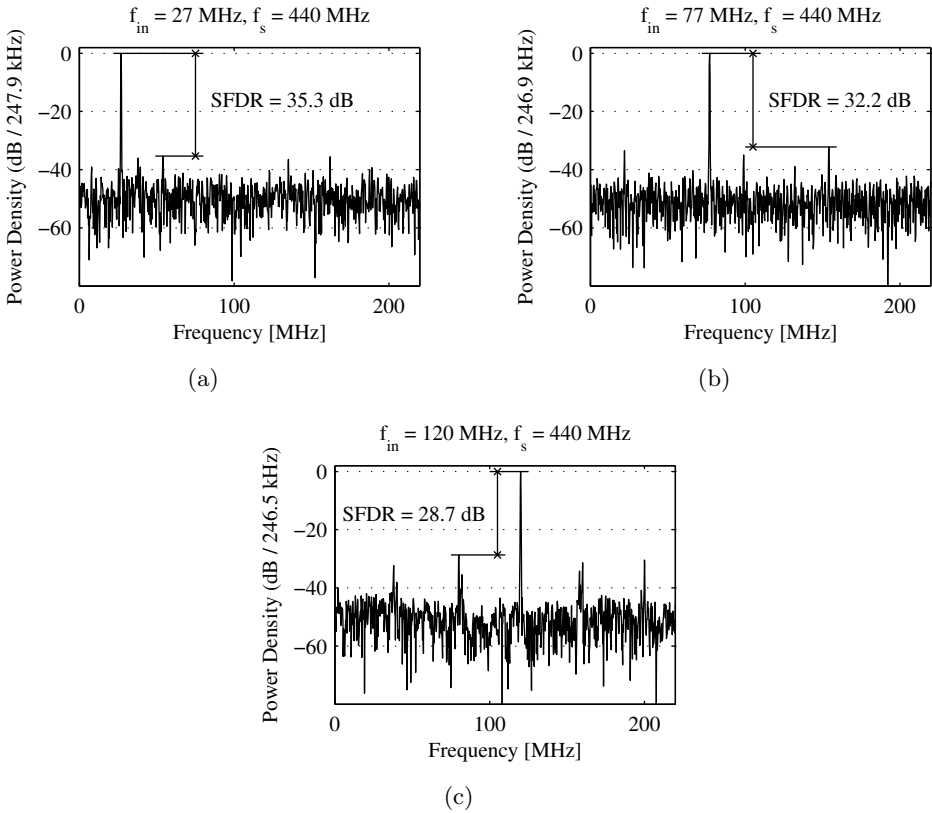 f_in = 27 MHz, f_s = 440 MHz
0
−20
−40
−60
Power Density (dB / 247.9 kHz)
SFDR = 35.3 dB
0 100 200
Frequency [MHz]
(a)
f_in = 77 MHz, f_s = 440 MHz
0
−20
−40
−60
Power Density (dB / 246.9 kHz)
SFDR = 32.2 dB
0 100 200
Frequency [MHz]
(b)
f_in = 120 MHz, f_s = 440 MHz
0
−20
−40
−60
Power Density (dB / 246.5 kHz)
SFDR = 28.7 dB
0 100 200
Frequency [MHz]
(c)